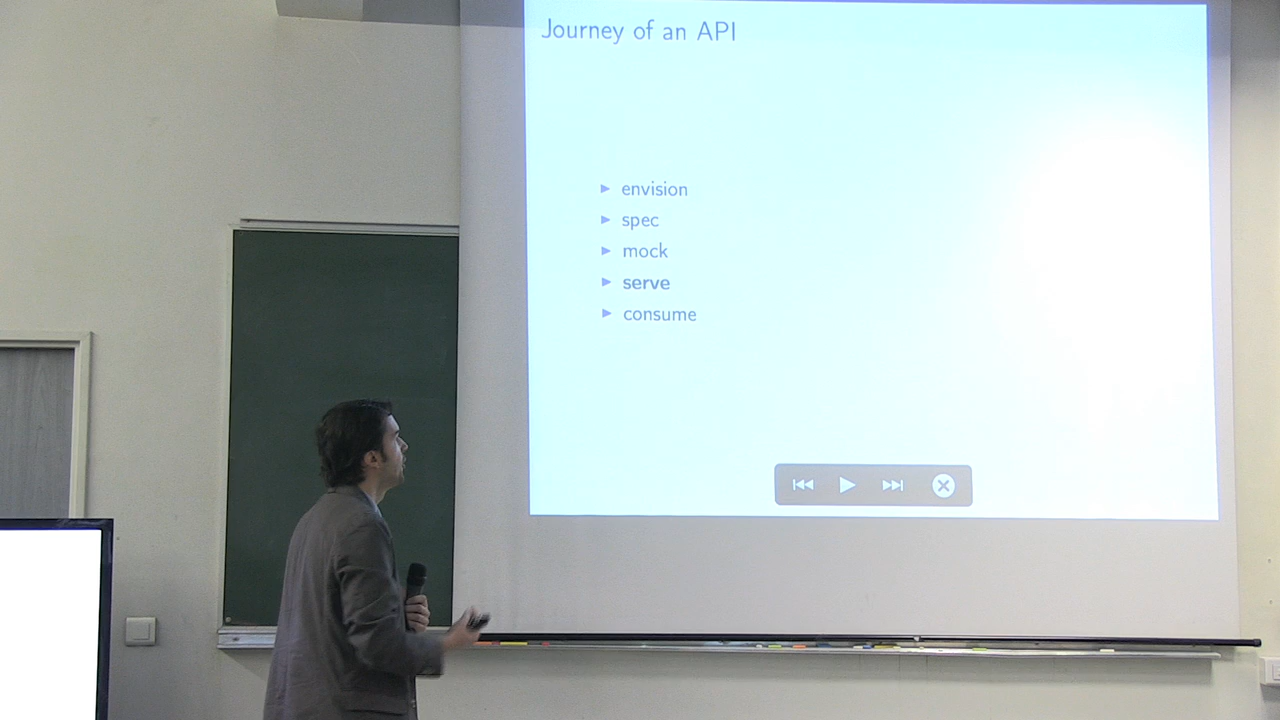 Journey of an API
envision
spec
mock
serve
consume